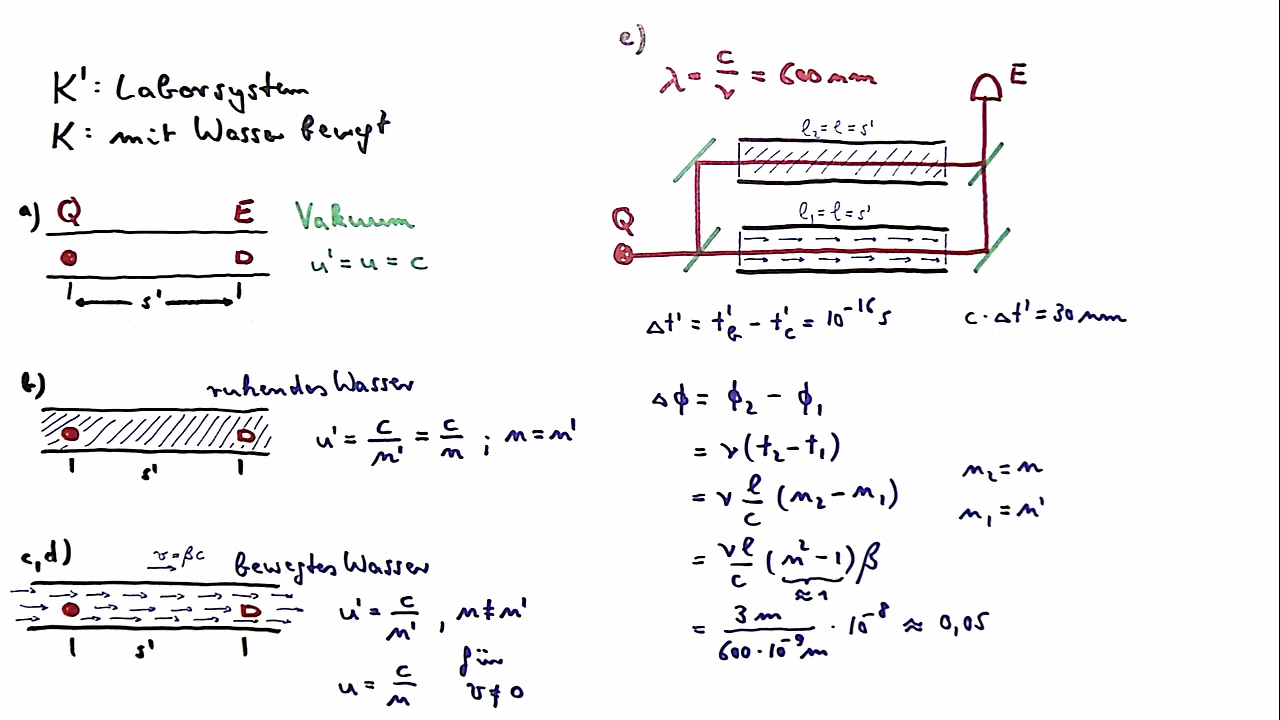 K': Laborsystem
K: mit Wasser bewegt
a) Q E Vakuum
u' = u = c
s'
b) ruhendes Wasser
u' = c/n' = c/n ; n = n'
s'
c,d) v = βc bewegtes Wasser
u' = c/n' , n ≠ n'
s'
für
u = c/n v ≠ 0
e)
λ = c/ν = 600 nm
E
l₂ = l = s'
Q
l₁ = l = s'
Δt' = t'b - t'c = 10⁻¹⁶ s c · Δt' = 30 nm
Δϕ = ϕ₂ - ϕ₁
= ν (t₂ - t₁)
n₂ = n
= ν l/c (n₂ - n₁)
n₁ = n'
= νl/c (n² - 1) β
≈ 1
= 3 m / 600 · 10⁻⁹ m · 10⁻⁸ ≈ 0,05